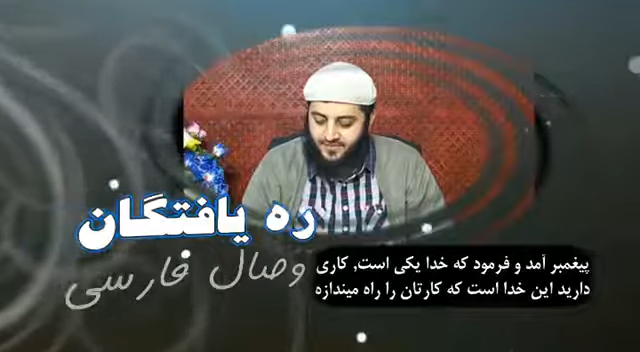 ره یافتگان
وصال فارسی
پیغمبر آمد و فرمود که خدا یکی است, کاری
دارید این خدا است که کارتان را راه میندازه